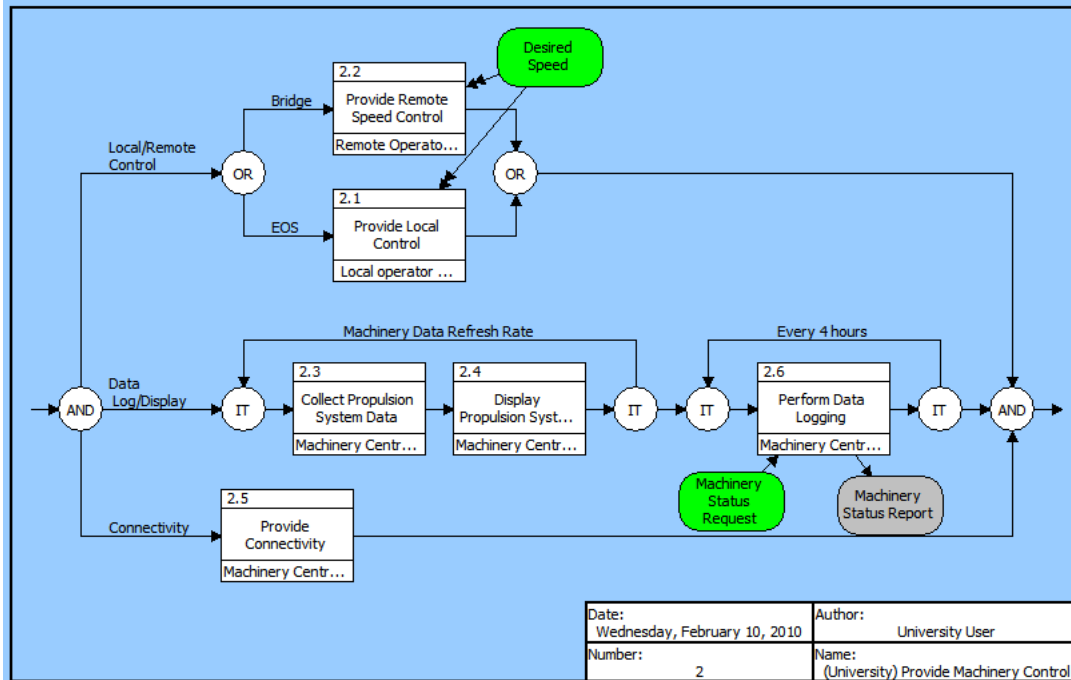 Desired
Speed
2.2
Provide Remote
Speed Control
Remote Operato...
Bridge
Local/Remote
Control
OR
OR
2.1
Provide Local
Control
Local operator ...
EOS
Machinery Data Refresh Rate
Every 4 hours
AND
Data
Log/Display
IT
2.3
Collect Propulsion
System Data
Machinery Centr...
2.4
Display
Propulsion Syst...
Machinery Centr...
IT
IT
2.6
Perform Data
Logging
Machinery Centr...
IT
AND
Machinery
Status
Request
Machinery
Status Report
Connectivity
2.5
Provide
Connectivity
Machinery Centr...
Date:
Wednesday, February 10, 2010
Author:
University User
Number:
2
Name:
(University) Provide Machinery Control